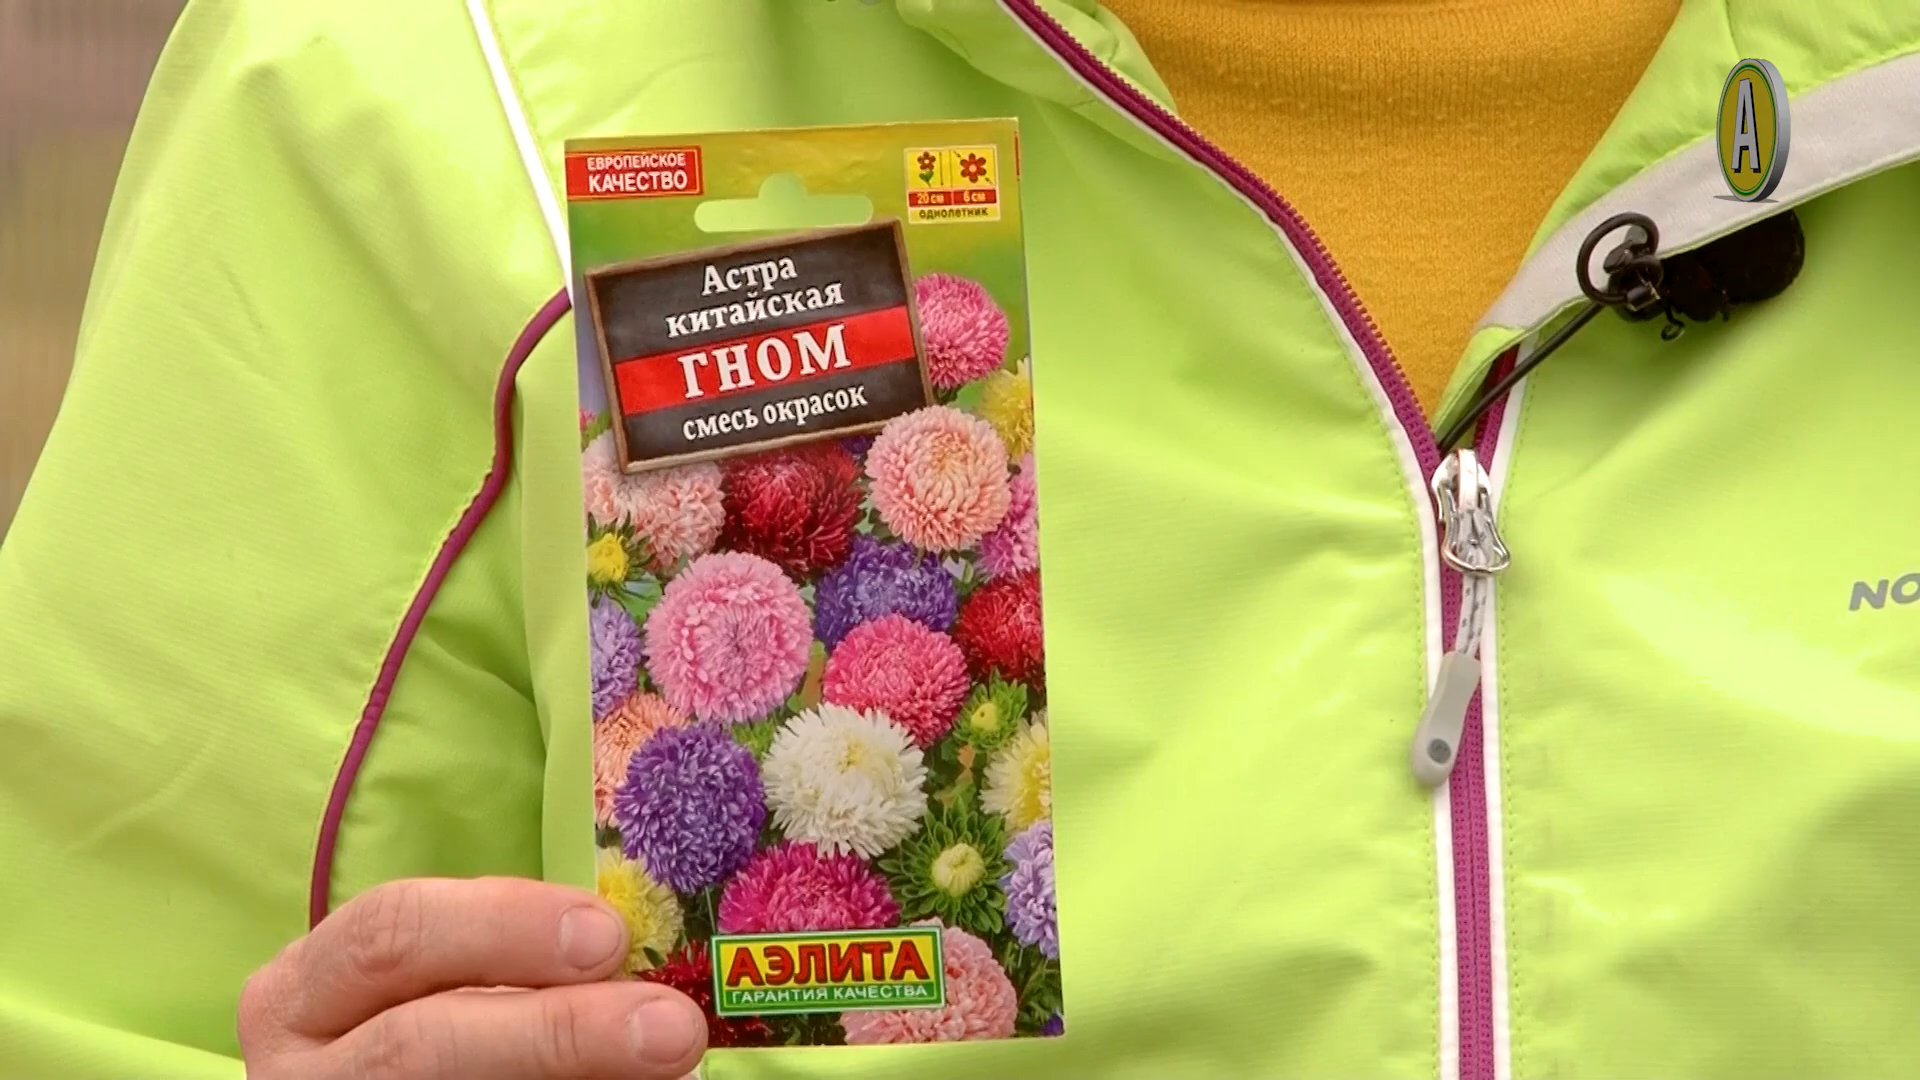 ЕВРОПЕЙСКОЕ
КАЧЕСТВО
20 см 6 см
однолетник
Астра
китайская
ГНОМ
смесь окрасок
АЭЛИТА
ГАРАНТИЯ КАЧЕСТВА
А
NO